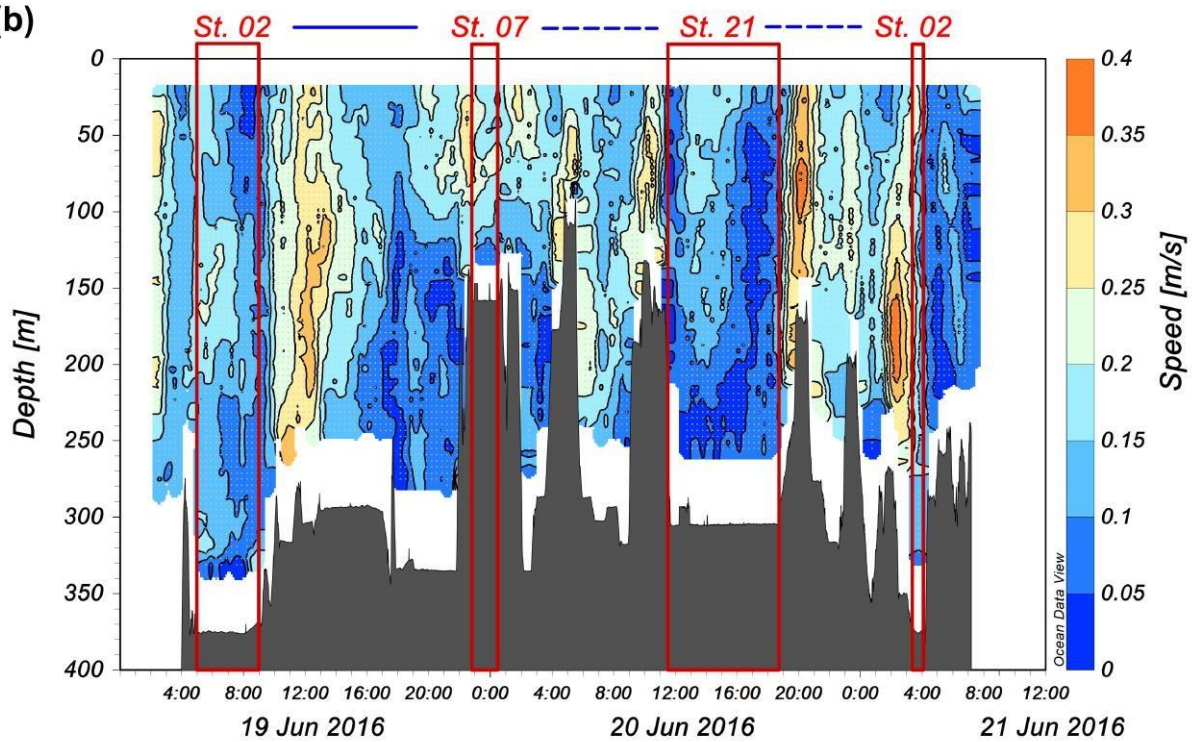 (b)
St. 02 St. 07 St. 21 St. 02
0
50
100
150
200
250
300
350
400
Depth [m]
4:00 8:00 12:00 16:00 20:00 0:00 4:00 8:00 12:00 16:00 20:00 0:00 4:00 8:00 12:00
19 Jun 2016 20 Jun 2016 21 Jun 2016
Ocean Data View
0.4
0.35
0.3
0.25
0.2
0.15
0.1
0.05
0
Speed [m/s]